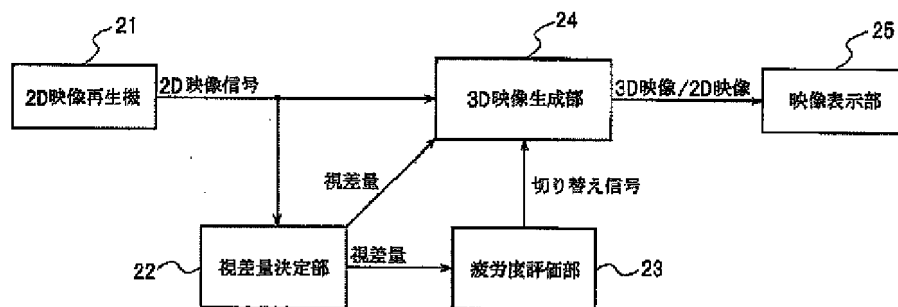 21
2D映像再生機
2D映像信号
24
3D映像生成部
3D映像/2D映像
25
映像表示部
視差量
切り替え信号
22
視差量決定部
視差量
疲労度評価部
23